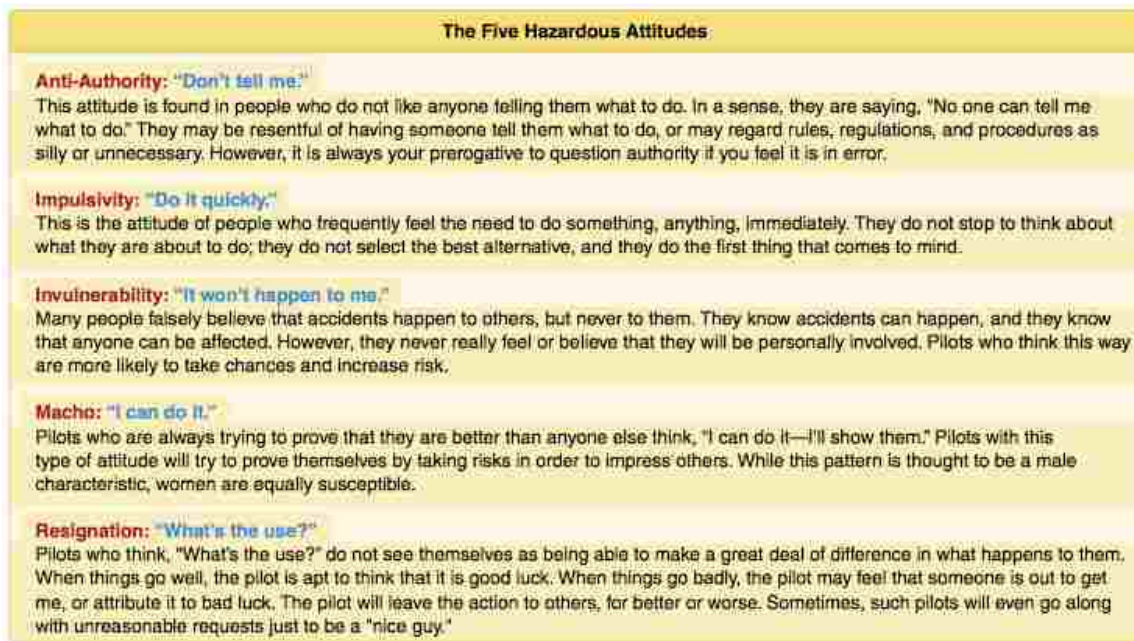 The Five Hazardous Attitudes
Anti-Authority: "Don't tell me."
This attitude is found in people who do not like anyone telling them what to do. In a sense, they are saying, "No one can tell me
what to do." They may be resentful of having someone tell them what to do, or may regard rules, regulations, and procedures as
silly or unnecessary. However, it is always your prerogative to question authority if you feel it is in error.
Impulsivity: "Do it quickly."
This is the attitude of people who frequently feel the need to do something, anything, immediately. They do not stop to think about
what they are about to do; they do not select the best alternative, and they do the first thing that comes to mind.
Invulnerability: "It won't happen to me."
Many people falsely believe that accidents happen to others, but never to them. They know accidents can happen, and they know
that anyone can be affected. However, they never really feel or believe that they will be personally involved. Pilots who think this way
are more likely to take chances and increase risk.
Macho: "I can do it."
Pilots who are always trying to prove that they are better than anyone else think, "I can do it—I'll show them." Pilots with this
type of attitude will try to prove themselves by taking risks in order to impress others. While this pattern is thought to be a male
characteristic, women are equally susceptible.
Resignation: "What's the use?"
Pilots who think, "What's the use?" do not see themselves as being able to make a great deal of difference in what happens to them.
When things go well, the pilot is apt to think that it is good luck. When things go badly, the pilot may feel that someone is out to get
me, or attribute it to bad luck. The pilot will leave the action to others, for better or worse. Sometimes, such pilots will even go along
with unreasonable requests just to be a "nice guy."